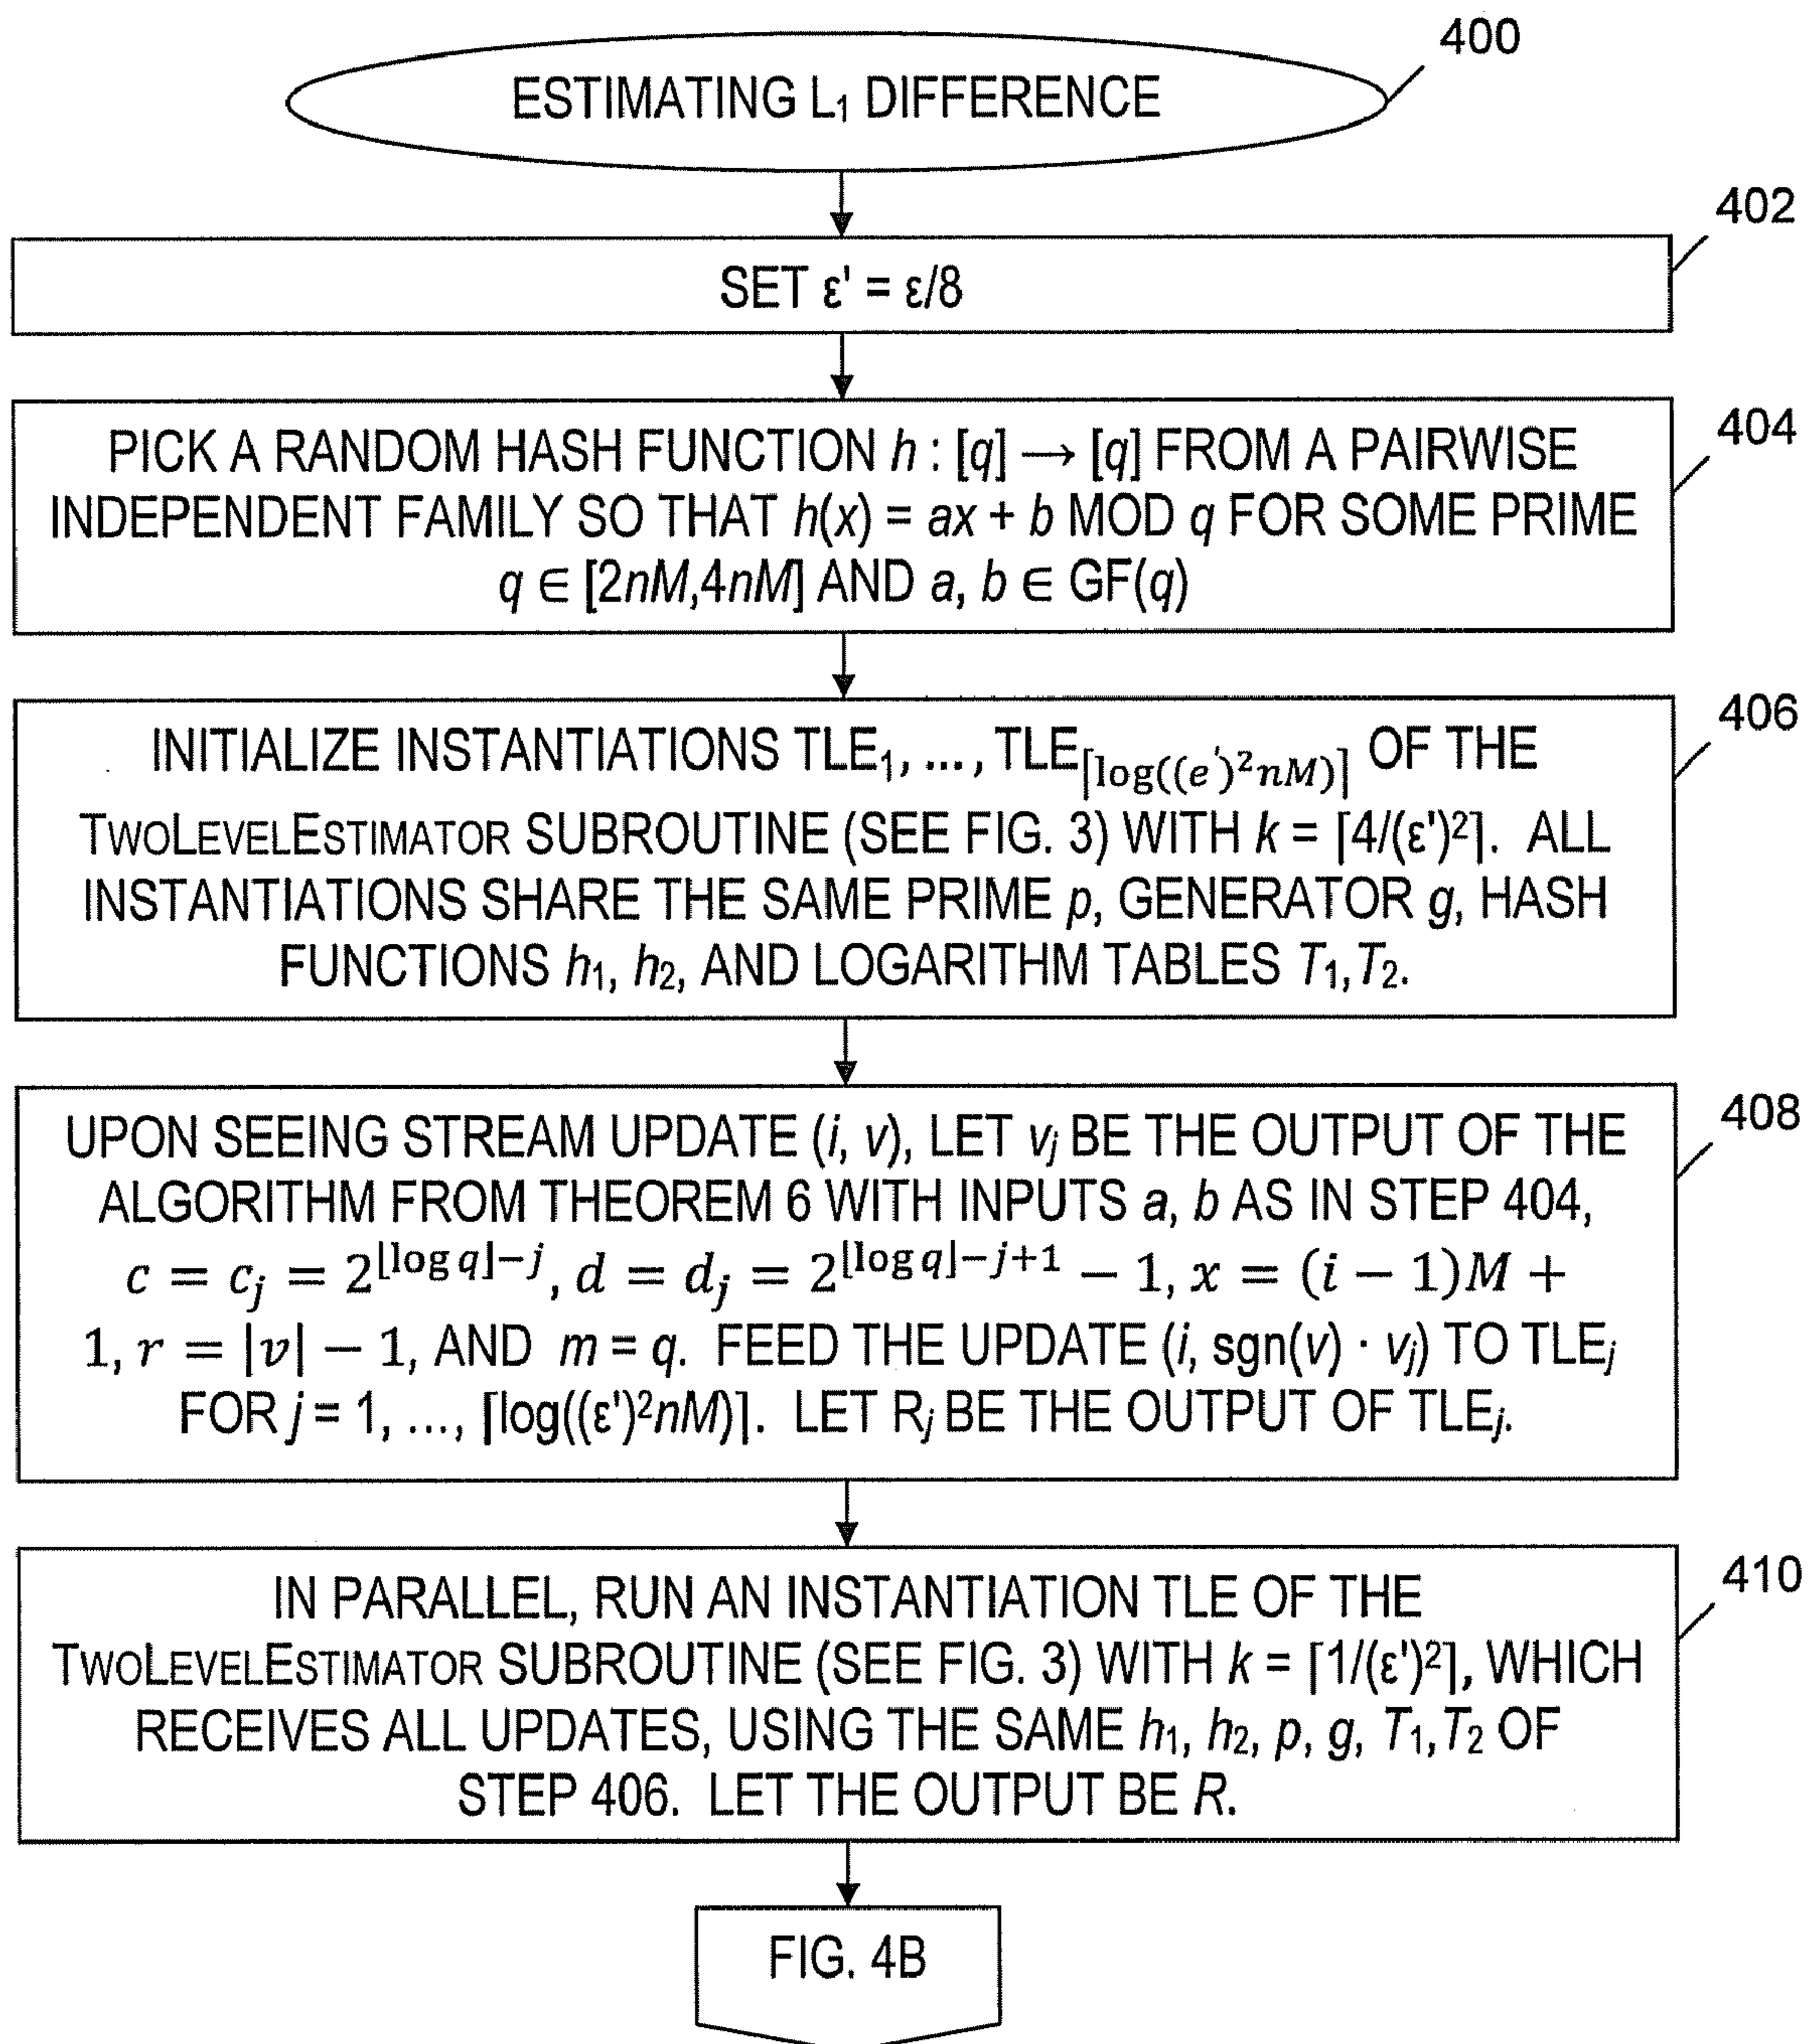 400
ESTIMATING L₁ DIFFERENCE
402
SET ε' = ε/8
404
PICK A RANDOM HASH FUNCTION h : [q] → [q] FROM A PAIRWISE
INDEPENDENT FAMILY SO THAT h(x) = ax + b MOD q FOR SOME PRIME
q ∈ [2nM,4nM] AND a, b ∈ GF(q)
406
INITIALIZE INSTANTIATIONS TLE₁, ..., TLE_⌈log((e')²nM)⌉ OF THE
TWOLEVELESTIMATOR SUBROUTINE (SEE FIG. 3) WITH k = ⌈4/(ε')²⌉. ALL
INSTANTIATIONS SHARE THE SAME PRIME p, GENERATOR g, HASH
FUNCTIONS h₁, h₂, AND LOGARITHM TABLES T₁,T₂.
408
UPON SEEING STREAM UPDATE (i, v), LET vⱼ BE THE OUTPUT OF THE
ALGORITHM FROM THEOREM 6 WITH INPUTS a, b AS IN STEP 404,
c = cⱼ = 2^(⌊log q⌋−j), d = dⱼ = 2^(⌊log q⌋−j+1) − 1, x = (i − 1)M +
1, r = |v| − 1, AND m = q. FEED THE UPDATE (i, sgn(v) · vⱼ) TO TLEⱼ
FOR j = 1, ..., ⌈log((ε')²nM)⌉. LET Rⱼ BE THE OUTPUT OF TLEⱼ.
410
IN PARALLEL, RUN AN INSTANTIATION TLE OF THE
TWOLEVELESTIMATOR SUBROUTINE (SEE FIG. 3) WITH k = ⌈1/(ε')²⌉, WHICH
RECEIVES ALL UPDATES, USING THE SAME h₁, h₂, p, g, T₁,T₂ OF
STEP 406. LET THE OUTPUT BE R.
FIG. 4B